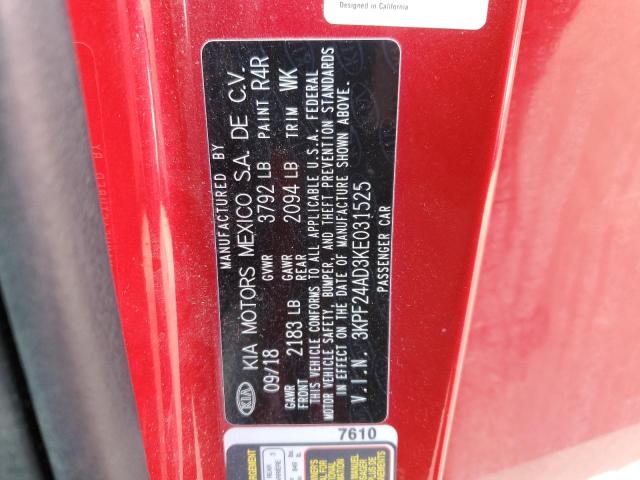 Designed in California
MANUFACTURED BY
KIA KIA MOTORS MEXICO S.A. DE C.V.
09/18 GVWR 3792 LB PAINT R4R
GAWR FRONT 2183 LB GAWR REAR 2094 LB TRIM WK
THIS VEHICLE CONFORMS TO ALL APPLICABLE U.S.A. FEDERAL
MOTOR VEHICLE SAFETY, BUMPER, AND THEFT PREVENTION STANDARDS
IN EFFECT ON THE DATE OF MANUFACTURE SHOWN ABOVE.
V.I.N. 3KPF24AD3KE031525
PASSENGER CAR
7610
REAR